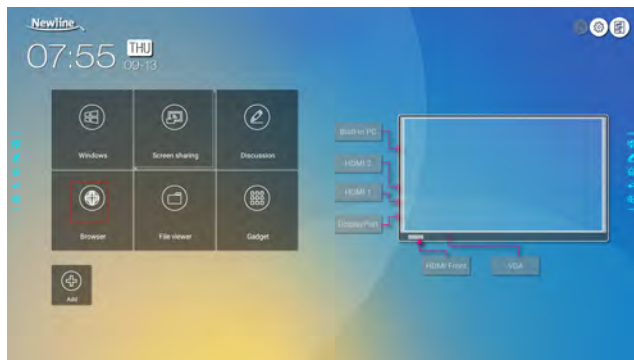 Newline
07:55 THU
09-13
Windows
Screen sharing
Discussion
Browser
File viewer
Gadget
Add
Build-in PC
HDMI 2
HDMI 1
DisplayPort
HDMI Front
VGA